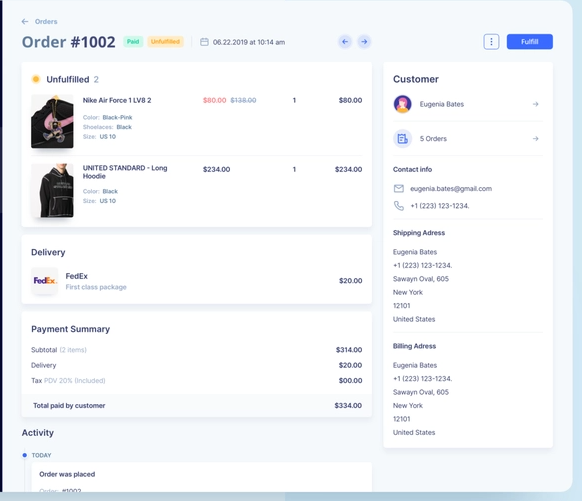 Orders
Order #1002 Paid Unfulfilled 06.22.2019 at 10:14 am Fulfill
Unfulfilled 2
Nike Air Force 1 LV8 2 $80.00 $138.00 1 $80.00
Color: Black-Pink
Shoelaces: Black
Size: US 10
UNITED STANDARD - Long Hoodie $234.00 1 $234.00
Color: Black
Size: US 10
Delivery
FedEx.
FedEx $20.00
First class package
Payment Summary
Subtotal (2 items) $314.00
Delivery $20.00
Tax PDV 20% (Included) $00.00
Total paid by customer $334.00
Activity
TODAY
Order was placed
Order: #1002
Customer
Eugenia Bates
5 Orders
Contact info
eugenia.bates@gmail.com
+1 (223) 123-1234.
Shipping Adress
Eugenia Bates
+1 (223) 123-1234.
Sawayn Oval, 605
New York
12101
United States
Billing Adress
Eugenia Bates
+1 (223) 123-1234.
Sawayn Oval, 605
New York
12101
United States